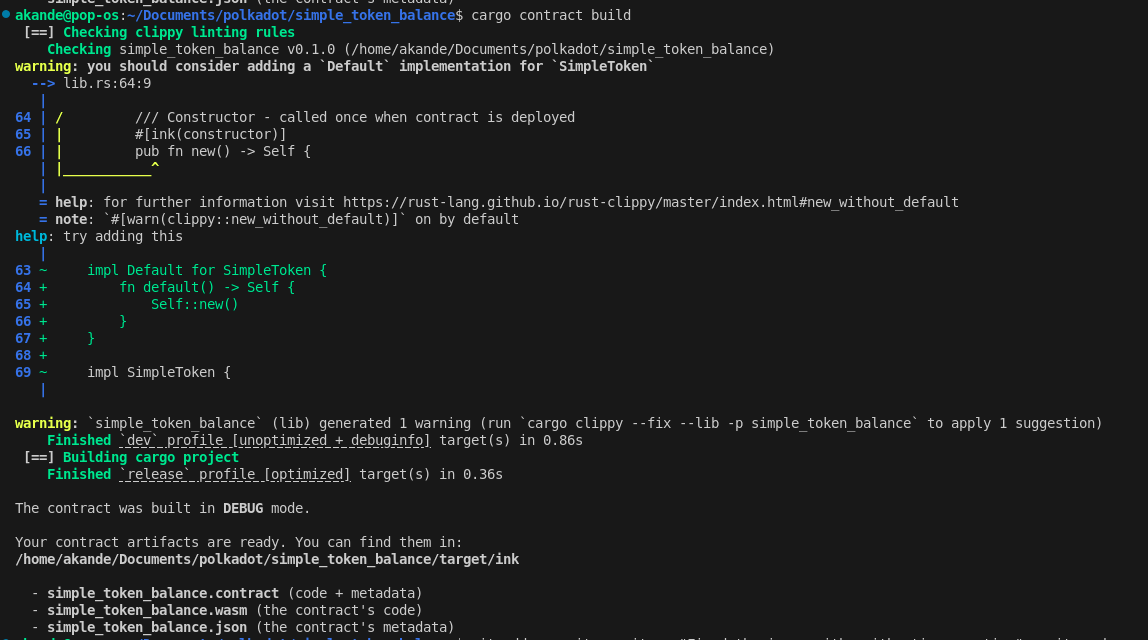 simple_token_balance.json (the contract's metadata)
akande@pop-os:~/Documents/polkadot/simple_token_balance$ cargo contract build
[==] Checking clippy linting rules
Checking simple_token_balance v0.1.0 (/home/akande/Documents/polkadot/simple_token_balance)
warning: you should consider adding a `Default` implementation for `SimpleToken`
--> lib.rs:64:9
|
64 | / /// Constructor - called once when contract is deployed
65 | | #[ink(constructor)]
66 | | pub fn new() -> Self {
| |___________^
|
= help: for further information visit https://rust-lang.github.io/rust-clippy/master/index.html#new_without_default
= note: `#[warn(clippy::new_without_default)]` on by default
help: try adding this
|
63 ~ impl Default for SimpleToken {
64 + fn default() -> Self {
65 + Self::new()
66 + }
67 + }
68 +
69 ~ impl SimpleToken {
|
warning: `simple_token_balance` (lib) generated 1 warning (run `cargo clippy --fix --lib -p simple_token_balance` to apply 1 suggestion)
Finished `dev` profile [unoptimized + debuginfo] target(s) in 0.86s
[==] Building cargo project
Finished `release` profile [optimized] target(s) in 0.36s
The contract was built in DEBUG mode.
Your contract artifacts are ready. You can find them in:
/home/akande/Documents/polkadot/simple_token_balance/target/ink
- simple_token_balance.contract (code + metadata)
- simple_token_balance.wasm (the contract's code)
- simple_token_balance.json (the contract's metadata)